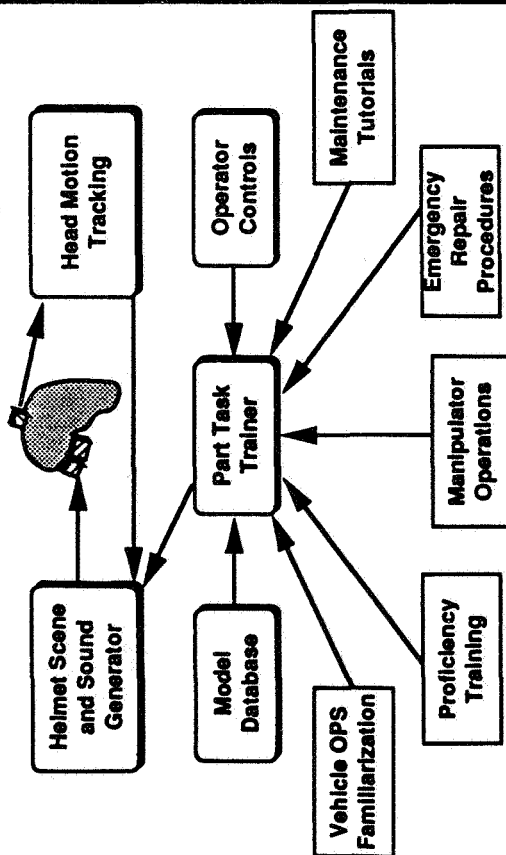 Helmet Scene
and Sound
Generator
Head Motion
Tracking
Model
Database
Part Task
Trainer
Operator
Controls
Vehicle OPS
Familiarization
Proficiency
Training
Manipulator
Operations
Emergency
Repair
Procedures
Maintenance
Tutorials